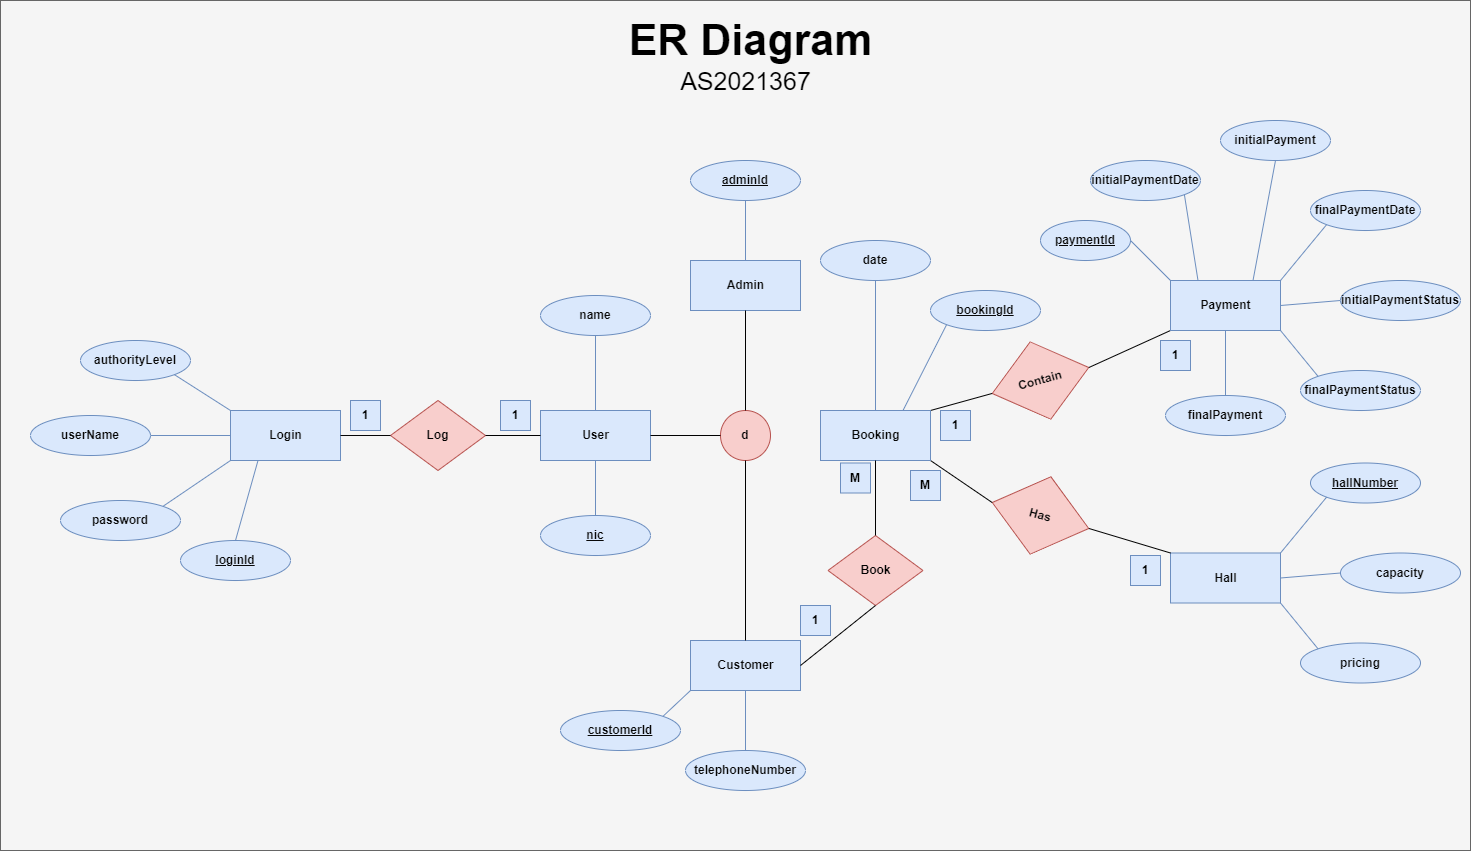 ER Diagram
AS2021367
initialPayment
adminId
initialPaymentDate
finalPaymentDate
paymentId
date
Admin
initialPaymentStatus
Payment
bookingId
name
1
authorityLevel
Contain
finalPaymentStatus
finalPayment
1
1
1
userName
Login
Log
User
d
Booking
M
M
hallNumber
password
Has
nic
loginId
Book
1
Hall
capacity
1
Customer
pricing
customerId
telephoneNumber